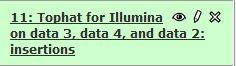 11: Tophat for Illumina
on data 3, data 4, and data 2:
insertions